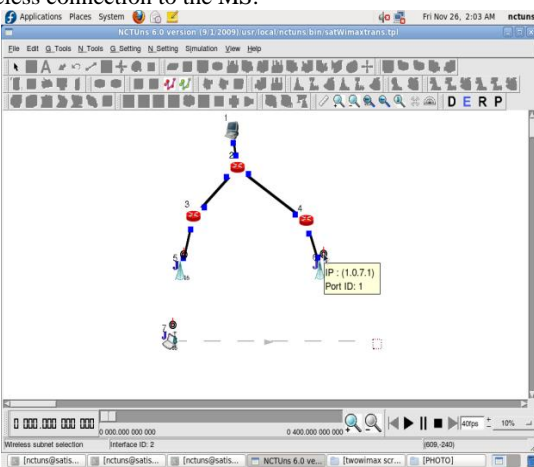 reless connection to the MS.
Applications Places System Fri Nov 26, 2:03 AM nctuns
NCTUns 6.0 version (9/1/2009) usr/local/nctuns/bin/satWimaxtrans.tpl
File Edit G_Tools N_Tools G_Setting N_Setting Simulation View Help
D E R P
1
2
3
4
5
IP : (1.0.7.1)
Port ID: 1
7
0 000 .000 000 000
0 000.000 000 000
0 400.000 000 000
40fps
10%
Wireless subnet selection
Interface ID: 2
(609,-240)
[nctuns@satis...
[nctuns@satis...
[nctuns@satis...
NCTUns 6.0 ve...
[twowimax scr...
[PHOTO]